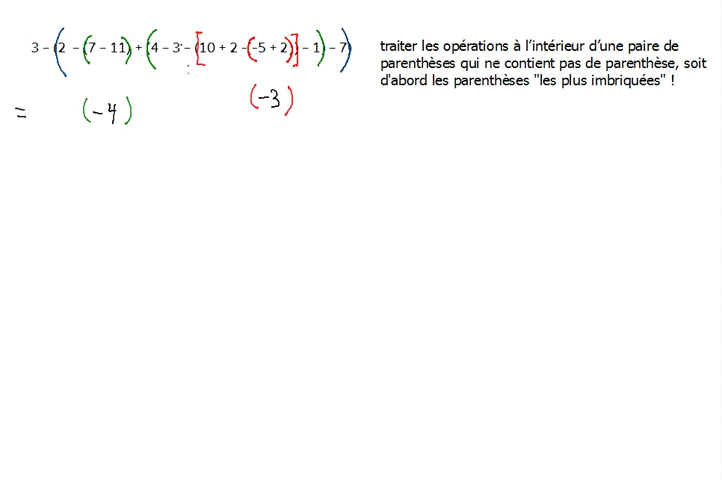 3 – (2 – (7 – 11) + (4 – 3 – [10 + 2 – (–5 + 2)] – 1) – 7)
traiter les opérations à l’intérieur d’une paire de
parenthèses qui ne contient pas de parenthèse, soit
d'abord les parenthèses "les plus imbriquées" !
= (–4) (–3)